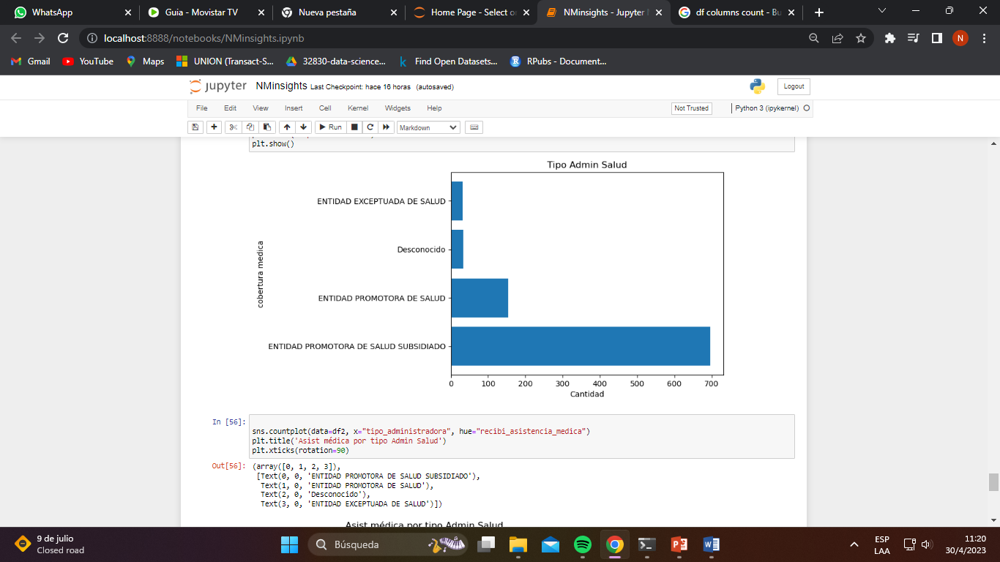 WhatsApp
Guia - Movistar TV
Nueva pestaña
Home Page - Select or
NMinsights - Jupyter N
df columns count - Bu
localhost:8888/notebooks/NMinsights.ipynb
N
Gmail
YouTube
Maps
UNION (Transact-S...
32830-data-science...
Find Open Datasets...
RPubs - Document...
jupyter NMinsights Last Checkpoint: hace 16 horas (autosaved)
Logout
File Edit View Insert Cell Kernel Widgets Help
Not Trusted
Python 3 (ipykernel)
Run
Markdown
plt.show()
Tipo Admin Salud
ENTIDAD EXCEPTUADA DE SALUD
Desconocido
ENTIDAD PROMOTORA DE SALUD
ENTIDAD PROMOTORA DE SALUD SUBSIDIADO
cobertura medica
0 100 200 300 400 500 600 700
Cantidad
In [56]:
sns.countplot(data=df2, x="tipo_administradora", hue="recibi_asistencia_medica")
plt.title('Asist médica por tipo Admin Salud')
plt.xticks(rotation=90)
Out[56]: (array([0, 1, 2, 3]),
[Text(0, 0, 'ENTIDAD PROMOTORA DE SALUD SUBSIDIADO'),
Text(1, 0, 'ENTIDAD PROMOTORA DE SALUD'),
Text(2, 0, 'Desconocido'),
Text(3, 0, 'ENTIDAD EXCEPTUADA DE SALUD')])
Asist médica por tipo Admin Salud
9 de julio
Closed road
Búsqueda
ESP
LAA
11:20
30/4/2023